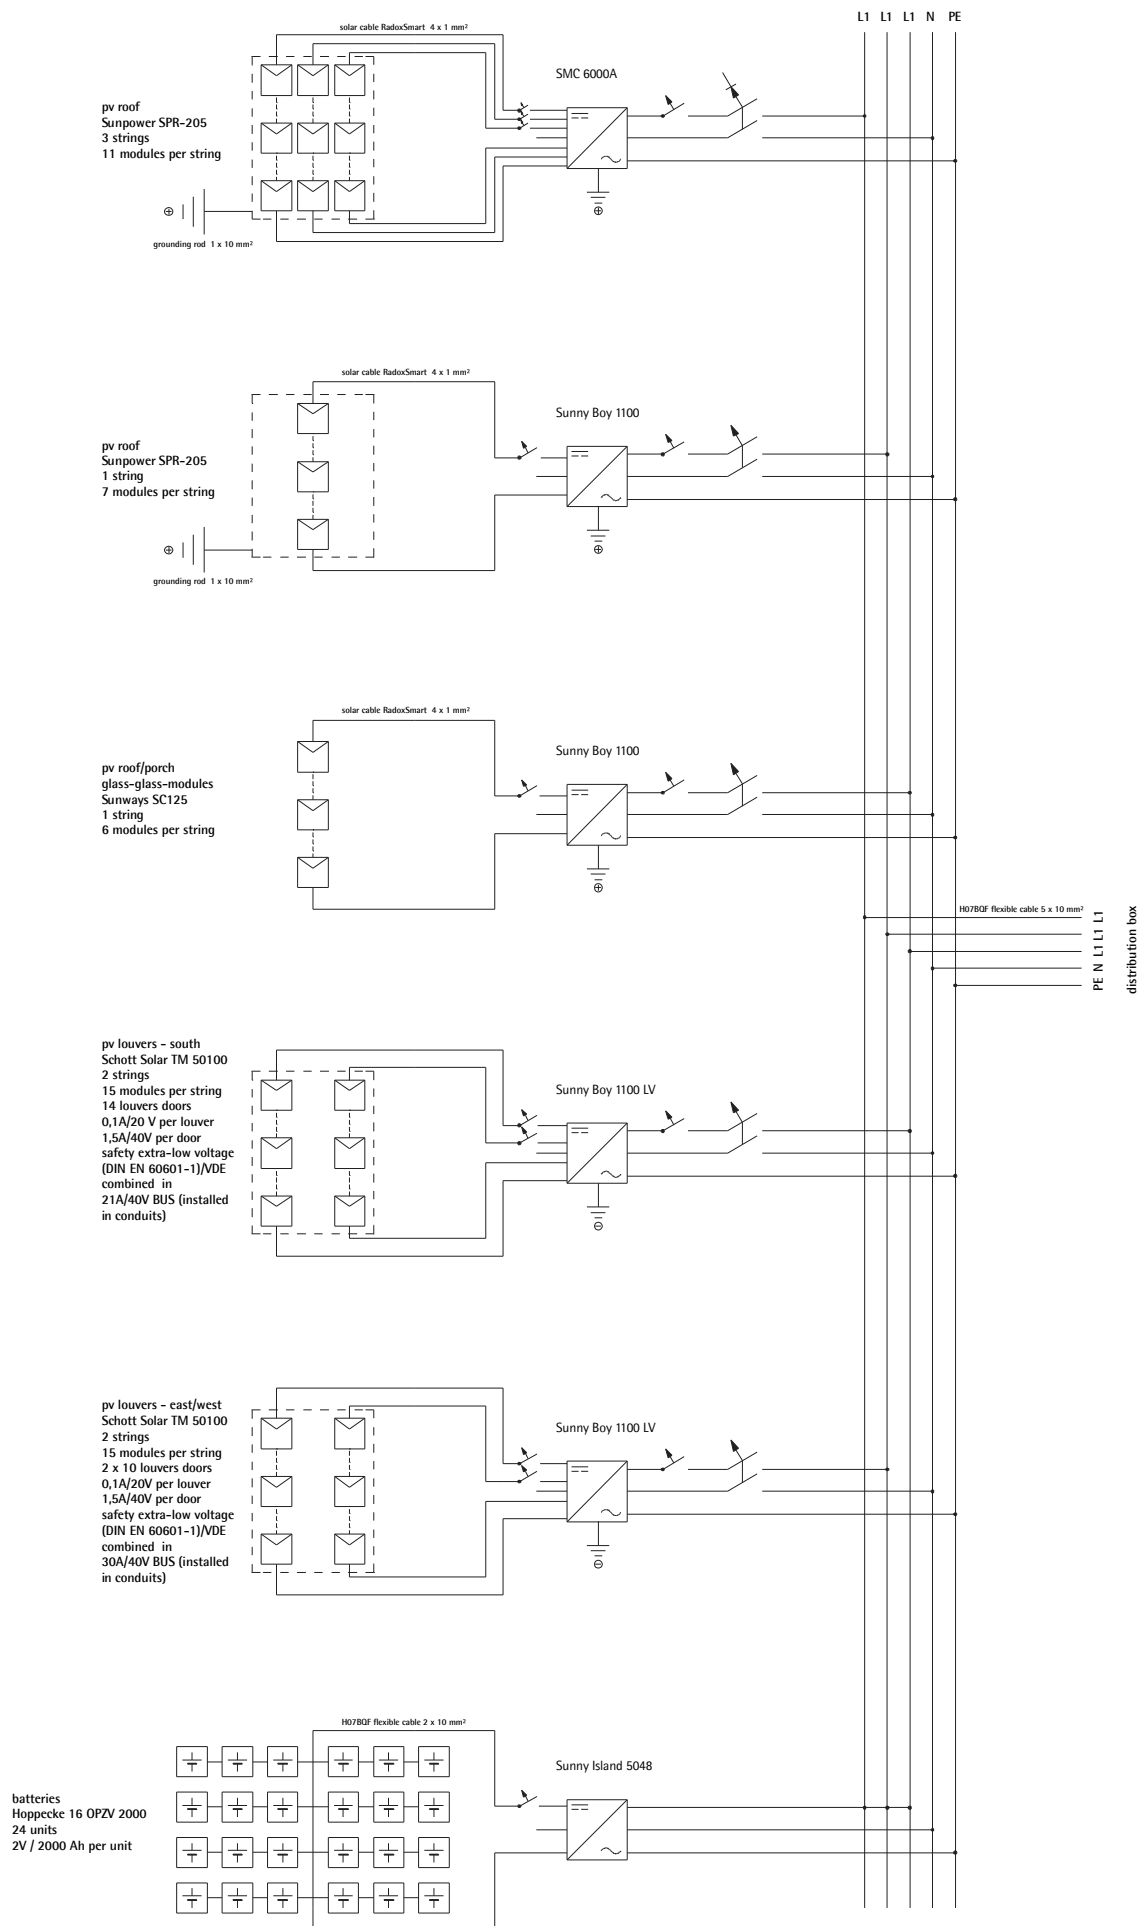 L1 L1 L1 N PE
solar cable RadoxSmart 4 x 1 mm²
SMC 6000A
pv roof
Sunpower SPR-205
3 strings
11 modules per string
grounding rod 1 x 10 mm²
solar cable RadoxSmart 4 x 1 mm²
Sunny Boy 1100
pv roof
Sunpower SPR-205
1 string
7 modules per string
grounding rod 1 x 10 mm²
solar cable RadoxSmart 4 x 1 mm²
Sunny Boy 1100
pv roof/porch
glass-glass-modules
Sunways SC125
1 string
6 modules per string
H07BQF flexible cable 5 x 10 mm²
PE N L1 L1 L1
distribution box
pv louvers - south
Schott Solar TM 50100
2 strings
15 modules per string
14 louvers doors
0,1A/20 V per louver
1,5A/40V per door
safety extra-low voltage
(DIN EN 60601-1)/VDE
combined in
21A/40V BUS (installed
in conduits)
Sunny Boy 1100 LV
pv louvers - east/west
Schott Solar TM 50100
2 strings
15 modules per string
2 x 10 louvers doors
0,1A/20V per louver
1,5A/40V per door
safety extra-low voltage
(DIN EN 60601-1)/VDE
combined in
30A/40V BUS (installed
in conduits)
Sunny Boy 1100 LV
H07BQF flexible cable 2 x 10 mm²
Sunny Island 5048
batteries
Hoppecke 16 OPZV 2000
24 units
2V / 2000 Ah per unit